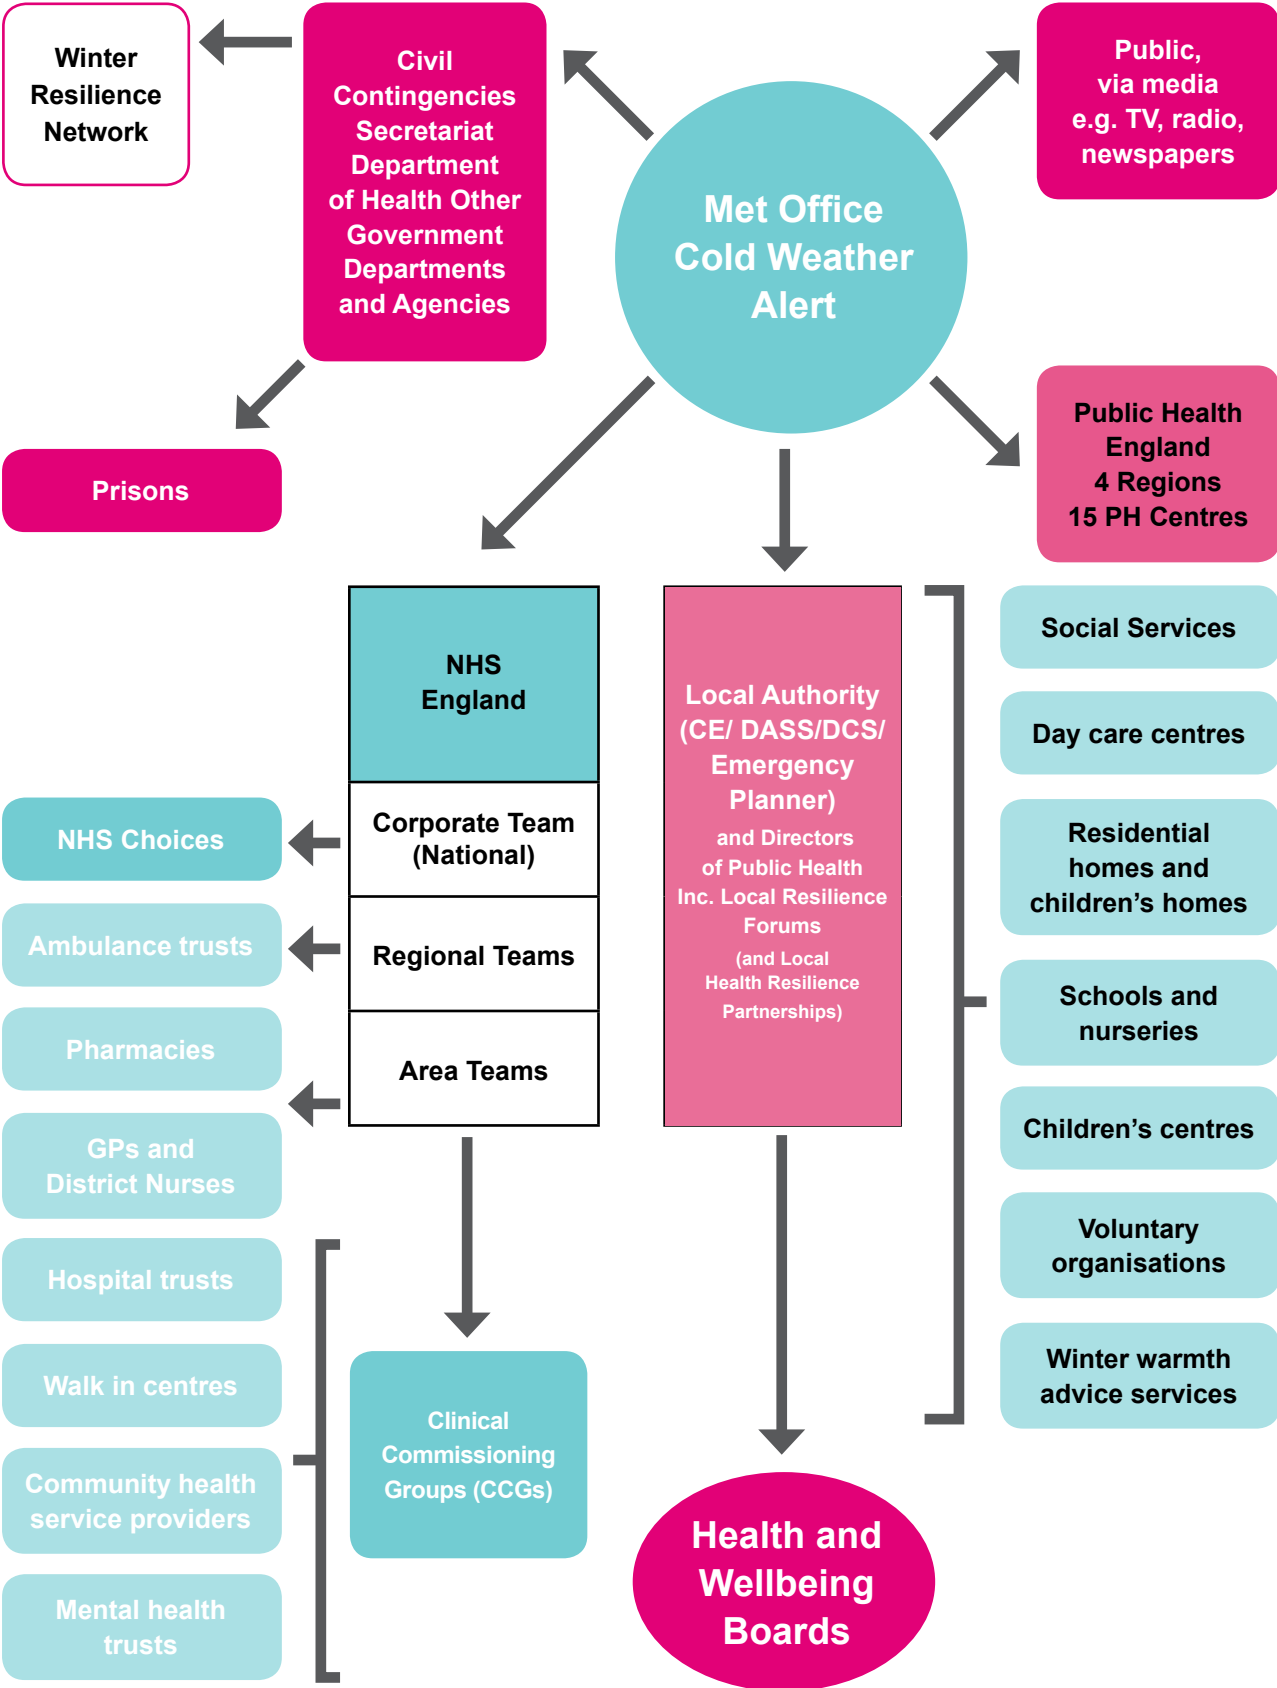 Winter
Resilience
Network
Civil
Contingencies
Secretariat
Department
of Health Other
Government
Departments
and Agencies
Met Office
Cold Weather
Alert
Public,
via media
e.g. TV, radio,
newspapers
Prisons
Public Health
England
4 Regions
15 PH Centres
NHS
England
Corporate Team
(National)
Regional Teams
Area Teams
NHS Choices
Ambulance trusts
Pharmacies
GPs and
District Nurses
Hospital trusts
Walk in centres
Community health
service providers
Mental health
trusts
Clinical
Commissioning
Groups (CCGs)
Local Authority
(CE/ DASS/DCS/
Emergency
Planner)
and Directors
of Public Health
Inc. Local Resilience
Forums
(and Local
Health Resilience
Partnerships)
Health and
Wellbeing
Boards
Social Services
Day care centres
Residential
homes and
children’s homes
Schools and
nurseries
Children’s centres
Voluntary
organisations
Winter warmth
advice services